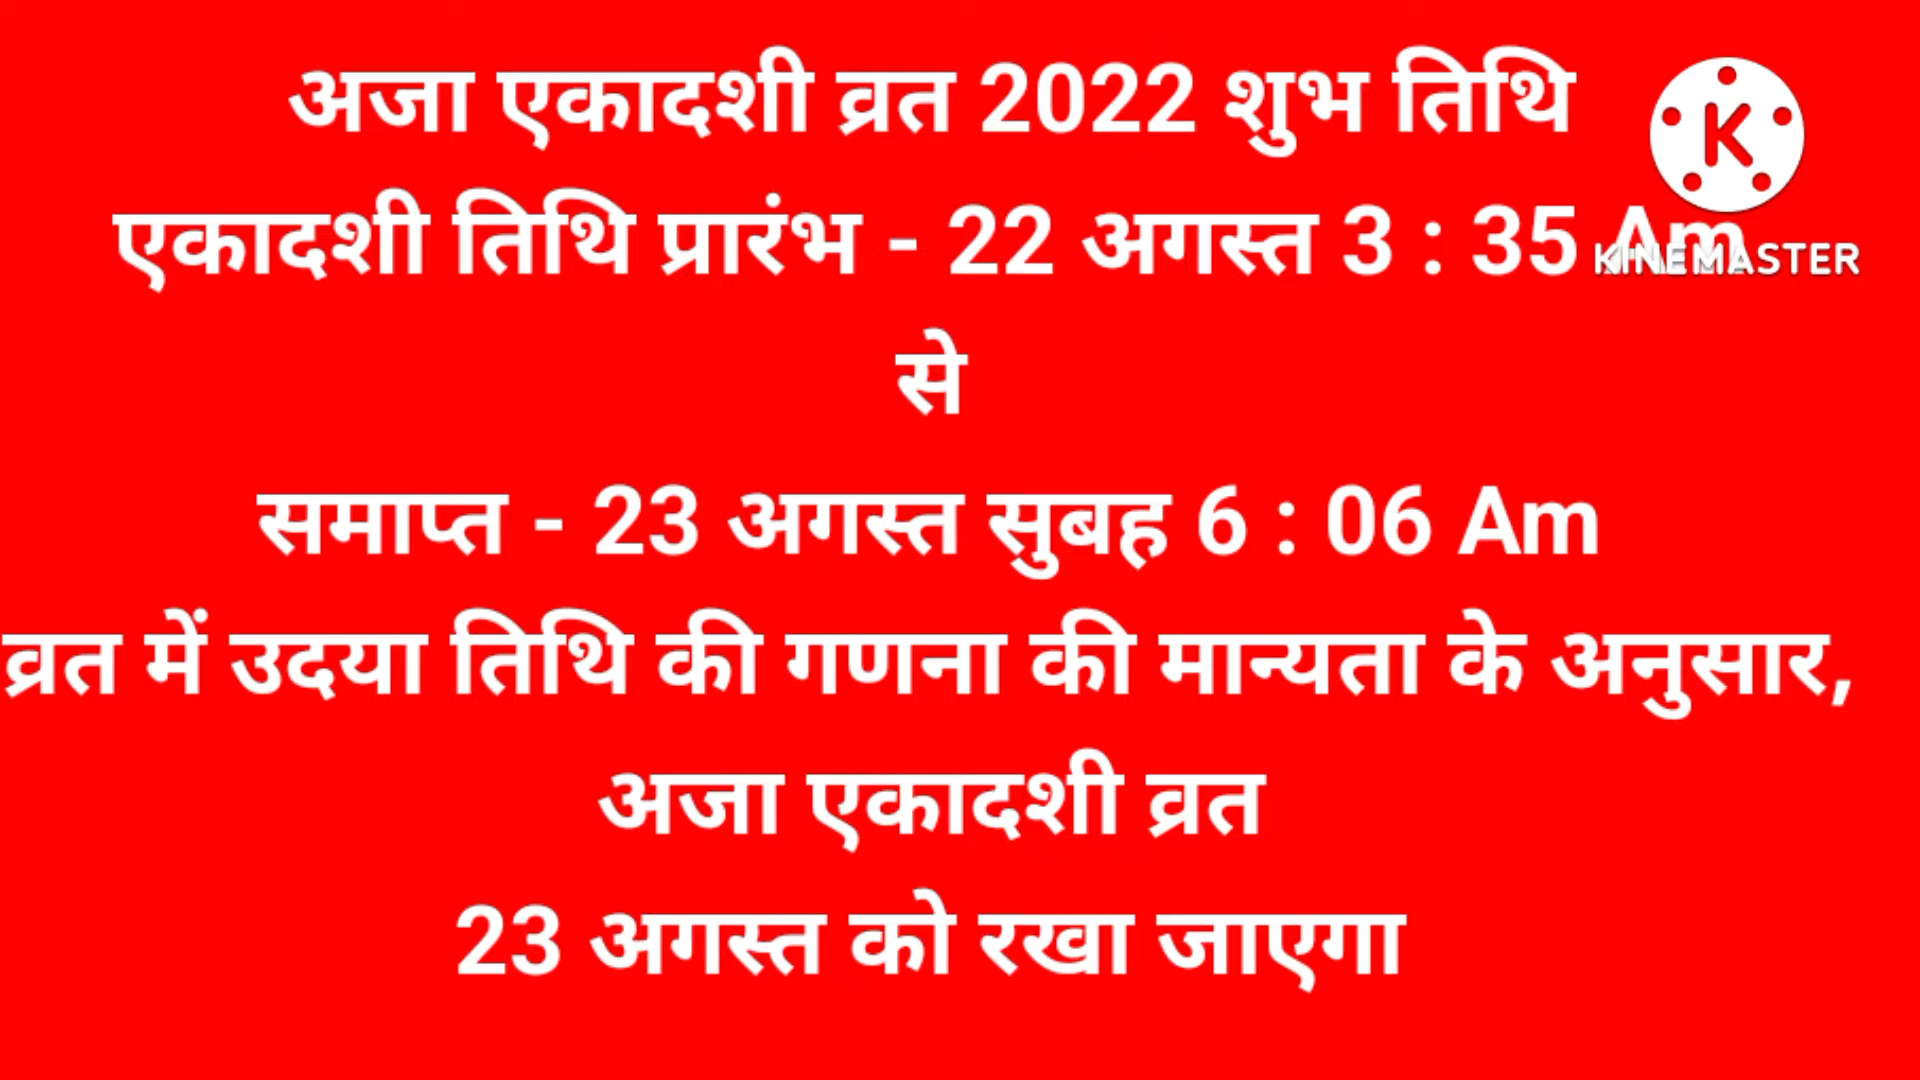 अजा एकादशी व्रत 2022 शुभ तिथि
एकादशी तिथि प्रारंभ - 22 अगस्त 3 : 35 Am
से
समाप्त - 23 अगस्त सुबह 6 : 06 Am
व्रत में उदया तिथि की गणना की मान्यता के अनुसार,
अजा एकादशी व्रत
23 अगस्त को रखा जाएगा
K
KINEMASTER